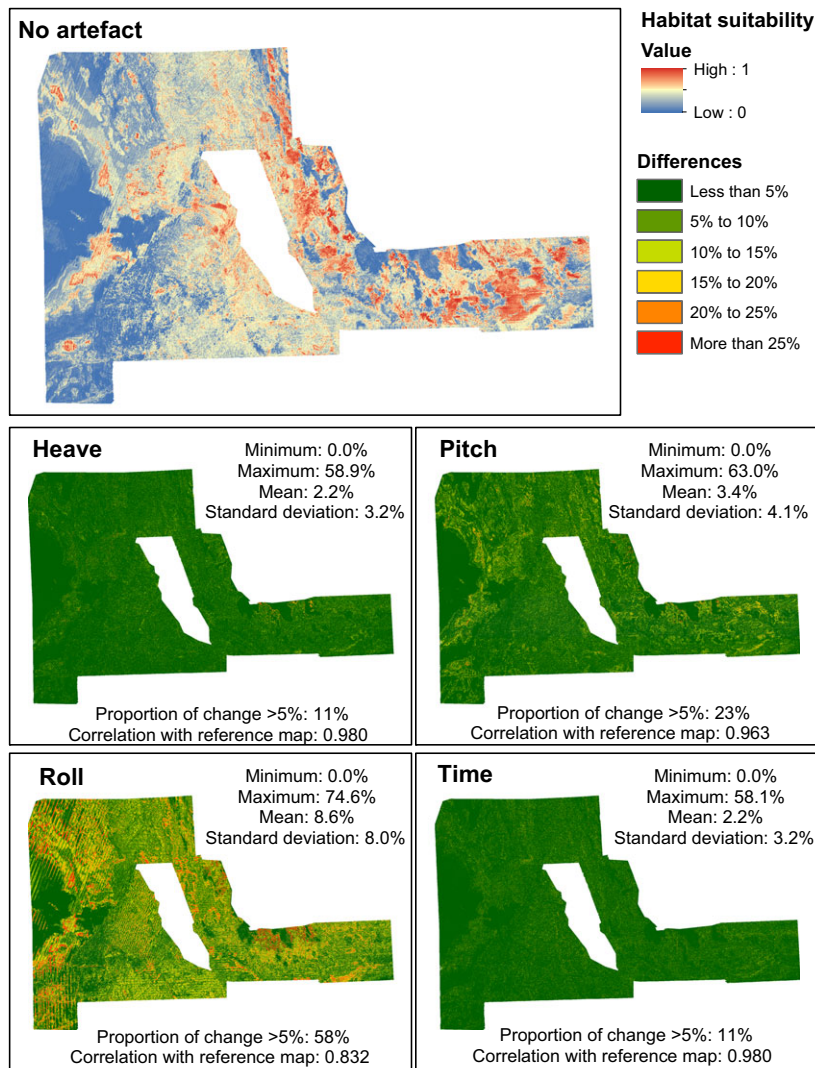 No artefact
Habitat suitability
Value
High : 1
Low : 0
Differences
Less than 5%
5% to 10%
10% to 15%
15% to 20%
20% to 25%
More than 25%
Heave
Minimum: 0.0%
Maximum: 58.9%
Mean: 2.2%
Standard deviation: 3.2%
Proportion of change >5%: 11%
Correlation with reference map: 0.980
Pitch
Minimum: 0.0%
Maximum: 63.0%
Mean: 3.4%
Standard deviation: 4.1%
Proportion of change >5%: 23%
Correlation with reference map: 0.963
Roll
Minimum: 0.0%
Maximum: 74.6%
Mean: 8.6%
Standard deviation: 8.0%
Proportion of change >5%: 58%
Correlation with reference map: 0.832
Time
Minimum: 0.0%
Maximum: 58.1%
Mean: 2.2%
Standard deviation: 3.2%
Proportion of change >5%: 11%
Correlation with reference map: 0.980